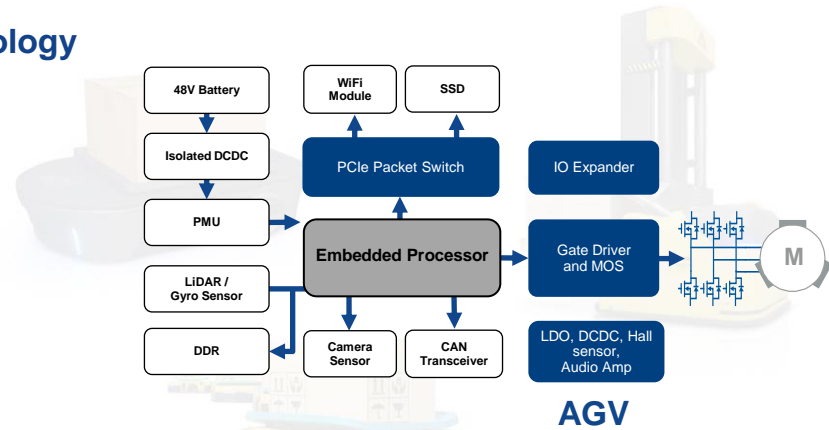 ology
48V Battery
WiFi
Module
SSD
Isolated DCDC
PCIe Packet Switch
IO Expander
PMU
Embedded Processor
Gate Driver
and MOS
M
LiDAR /
Gyro Sensor
DDR
Camera
Sensor
CAN
Transceiver
LDO, DCDC, Hall
sensor,
Audio Amp
AGV